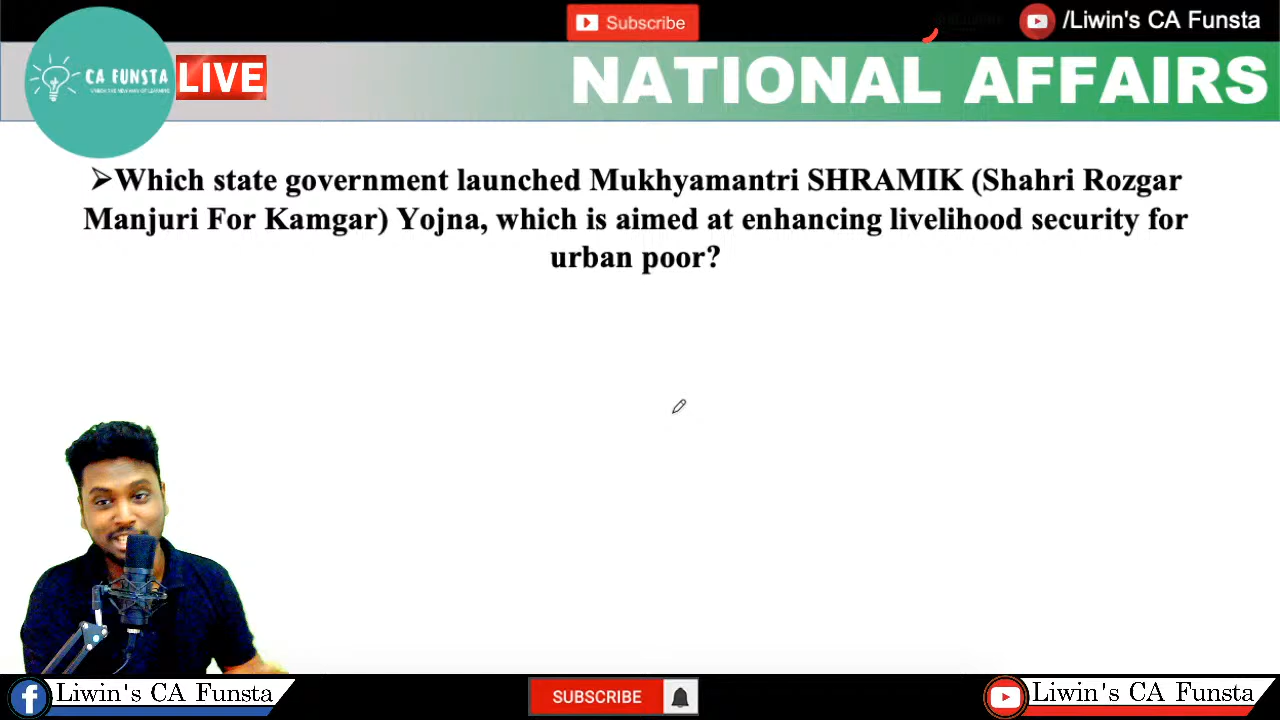 Subscribe
/Liwin's CA Funsta
CA FUNSTA
LIVE
NATIONAL AFFAIRS
➢Which state government launched Mukhyamantri SHRAMIK (Shahri Rozgar
Manjuri For Kamgar) Yojna, which is aimed at enhancing livelihood security for
urban poor?
Liwin's CA Funsta
SUBSCRIBE
Liwin's CA Funsta